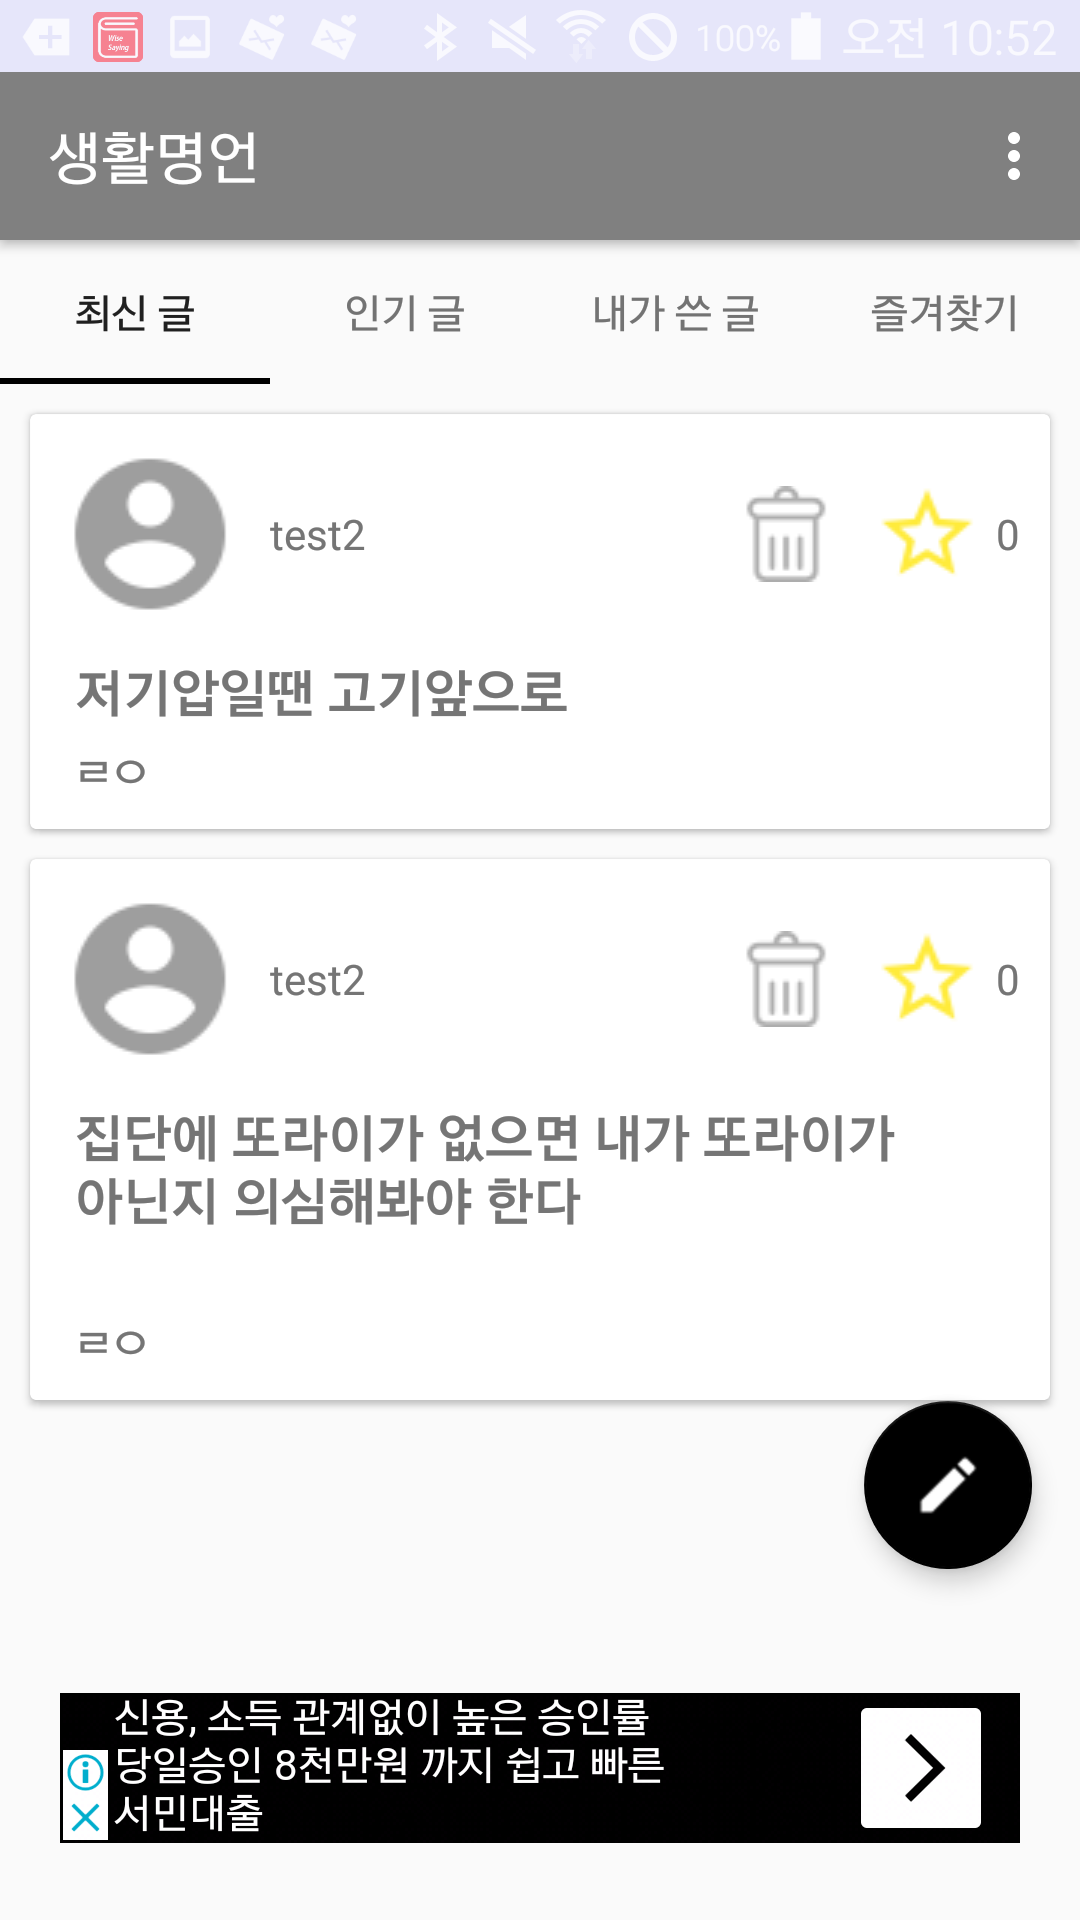 Wise
Saying
100%
오전 10:52
생활명언
최신 글
인기 글
내가 쓴 글
즐겨찾기
test2
0
저기압일땐 고기앞으로
ㄹㅇ
test2
0
집단에 또라이가 없으면 내가 또라이가
아닌지 의심해봐야 한다
ㄹㅇ
신용, 소득 관계없이 높은 승인률
당일승인 8천만원 까지 쉽고 빠른
서민대출